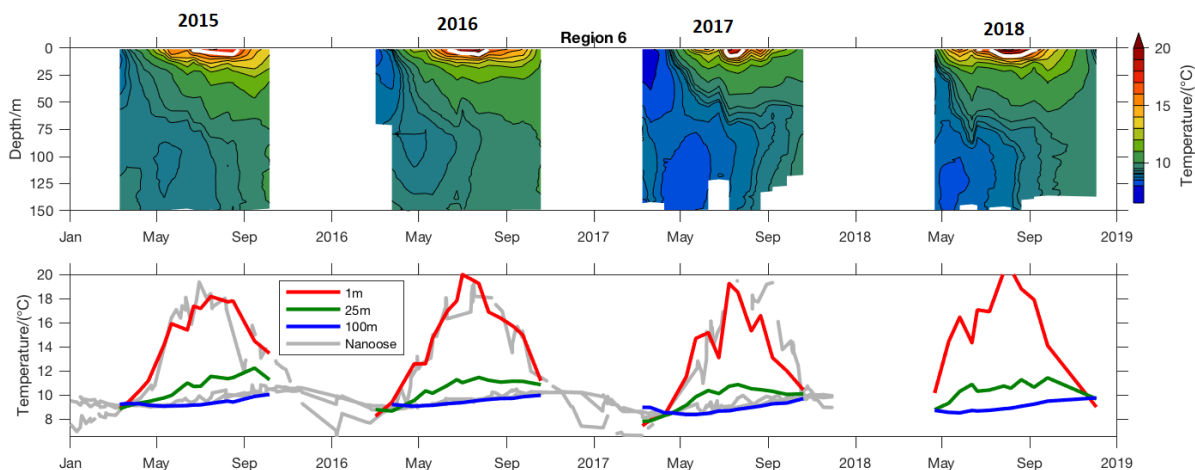 2015 2016 2017 2018
Region 6
0
25
50
75
100
125
150
Depth/m
20
15
10
Temperature/(°C)
Jan May Sep 2016 May Sep 2017 May Sep 2018 May Sep 2019
20
18
16
14
12
10
8
Temperature/(°C)
1m
25m
100m
Nanoose
Jan May Sep 2016 May Sep 2017 May Sep 2018 May Sep 2019